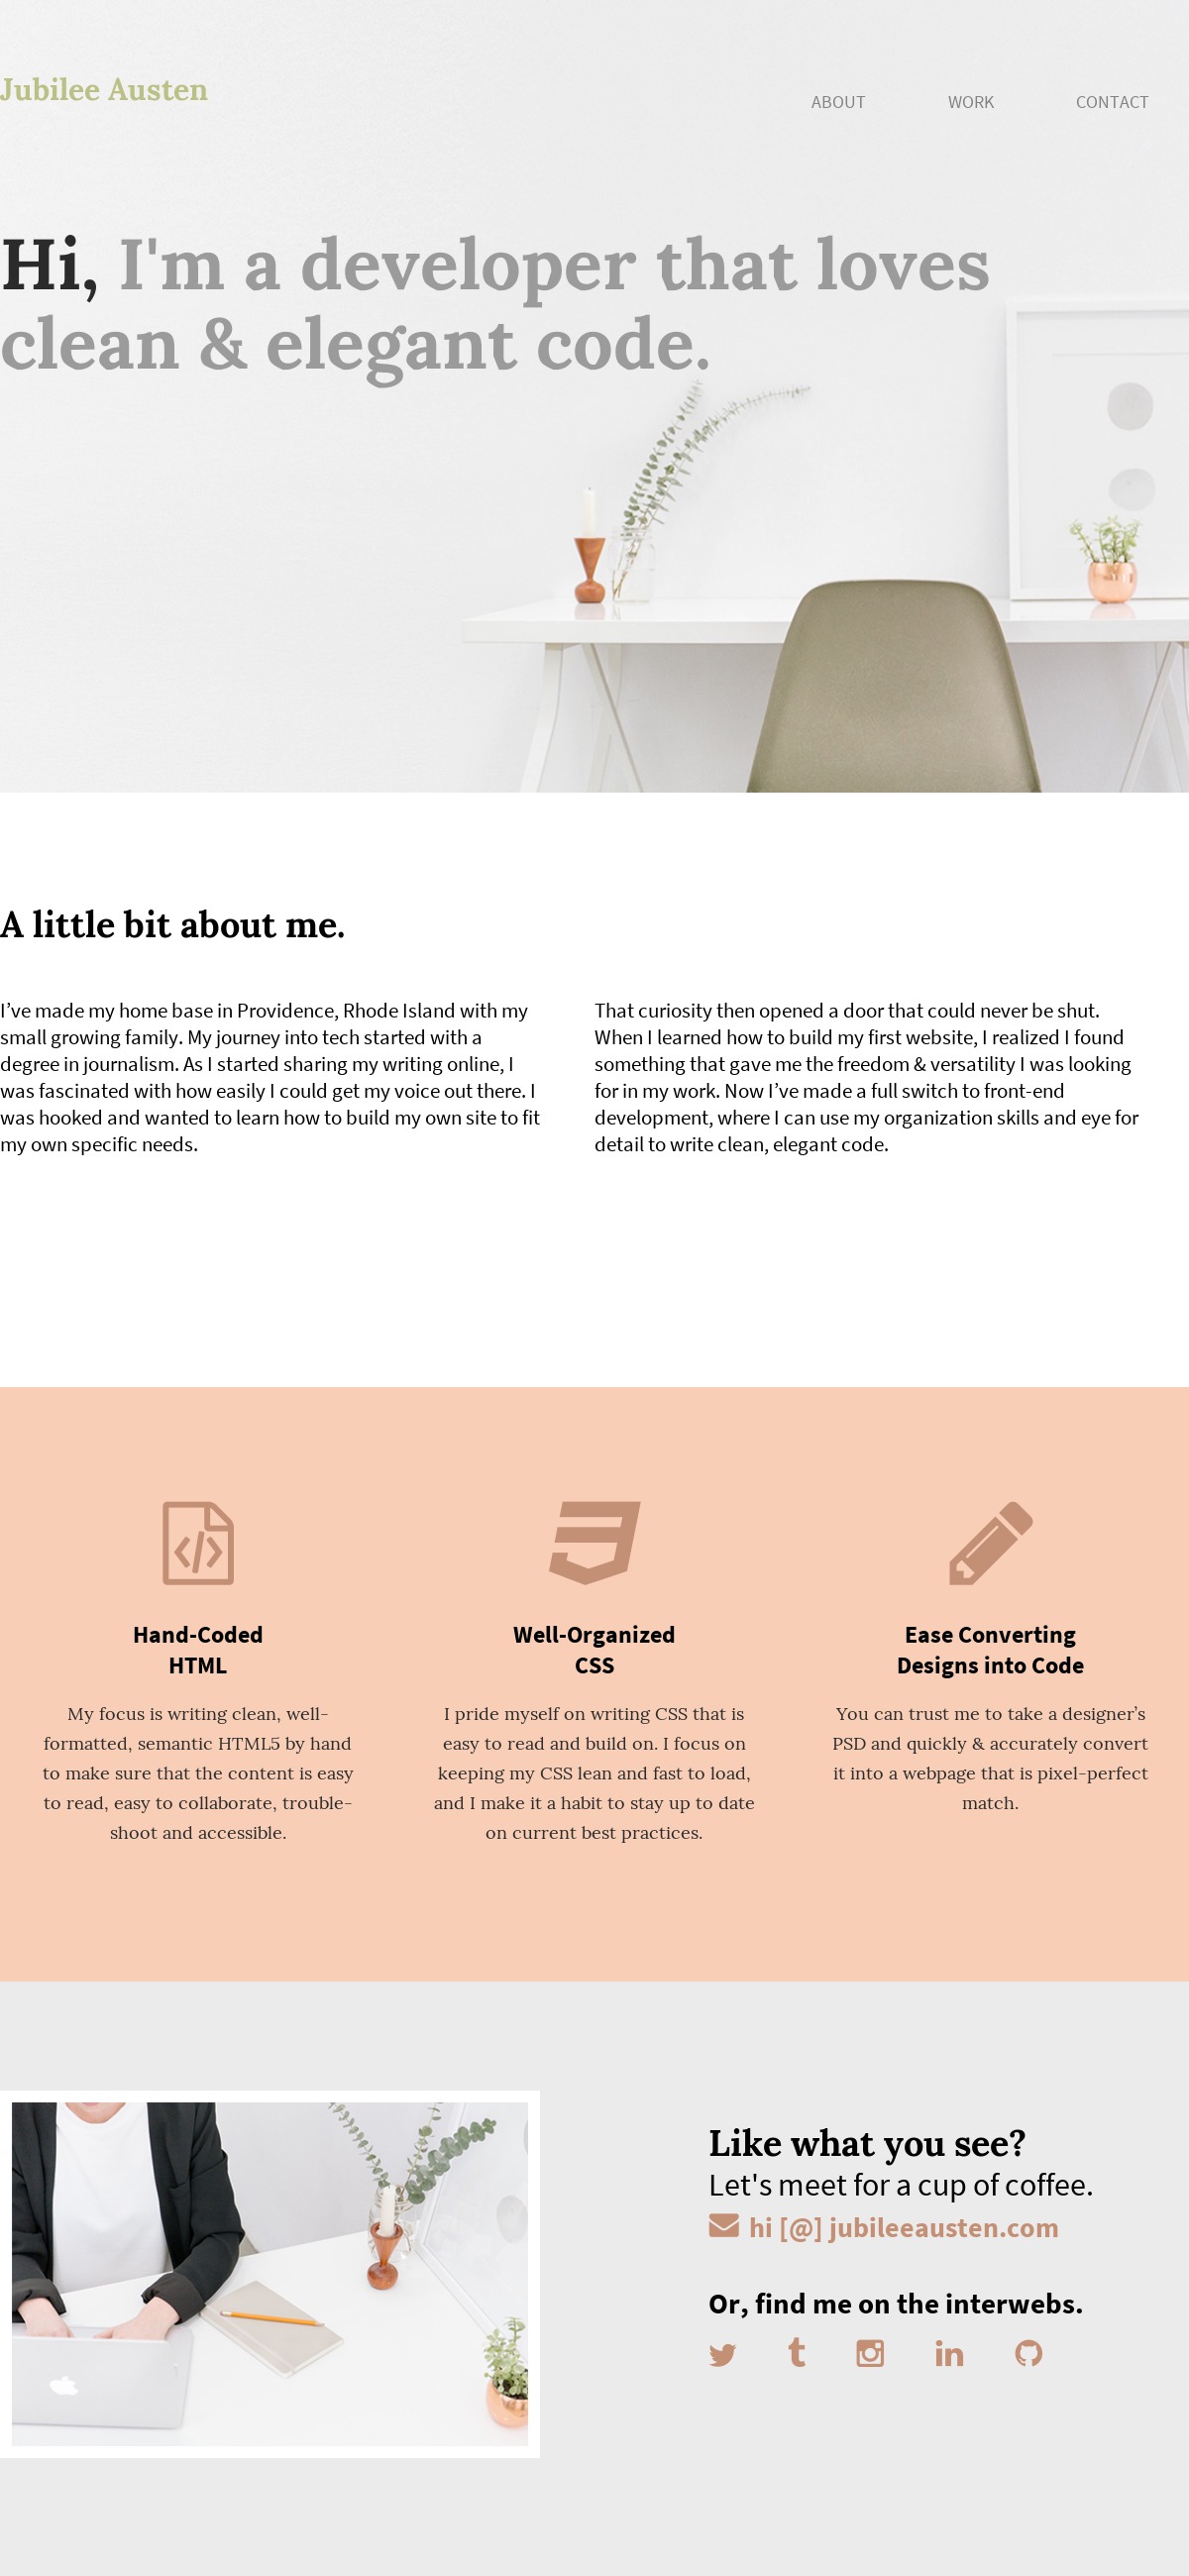 Jubilee Austen
ABOUT WORK CONTACT
Hi, I'm a developer that loves
clean & elegant code.
A little bit about me.
I’ve made my home base in Providence, Rhode Island with my
small growing family. My journey into tech started with a
degree in journalism. As I started sharing my writing online, I
was fascinated with how easily I could get my voice out there. I
was hooked and wanted to learn how to build my own site to fit
my own specific needs.
That curiosity then opened a door that could never be shut.
When I learned how to build my first website, I realized I found
something that gave me the freedom & versatility I was looking
for in my work. Now I’ve made a full switch to front-end
development, where I can use my organization skills and eye for
detail to write clean, elegant code.
Hand-Coded
HTML
My focus is writing clean, well-
formatted, semantic HTML5 by hand
to make sure that the content is easy
to read, easy to collaborate, trouble-
shoot and accessible.
Well-Organized
CSS
I pride myself on writing CSS that is
easy to read and build on. I focus on
keeping my CSS lean and fast to load,
and I make it a habit to stay up to date
on current best practices.
Ease Converting
Designs into Code
You can trust me to take a designer’s
PSD and quickly & accurately convert
it into a webpage that is pixel-perfect
match.
Like what you see?
Let's meet for a cup of coffee.
hi [@] jubileeausten.com
Or, find me on the interwebs.